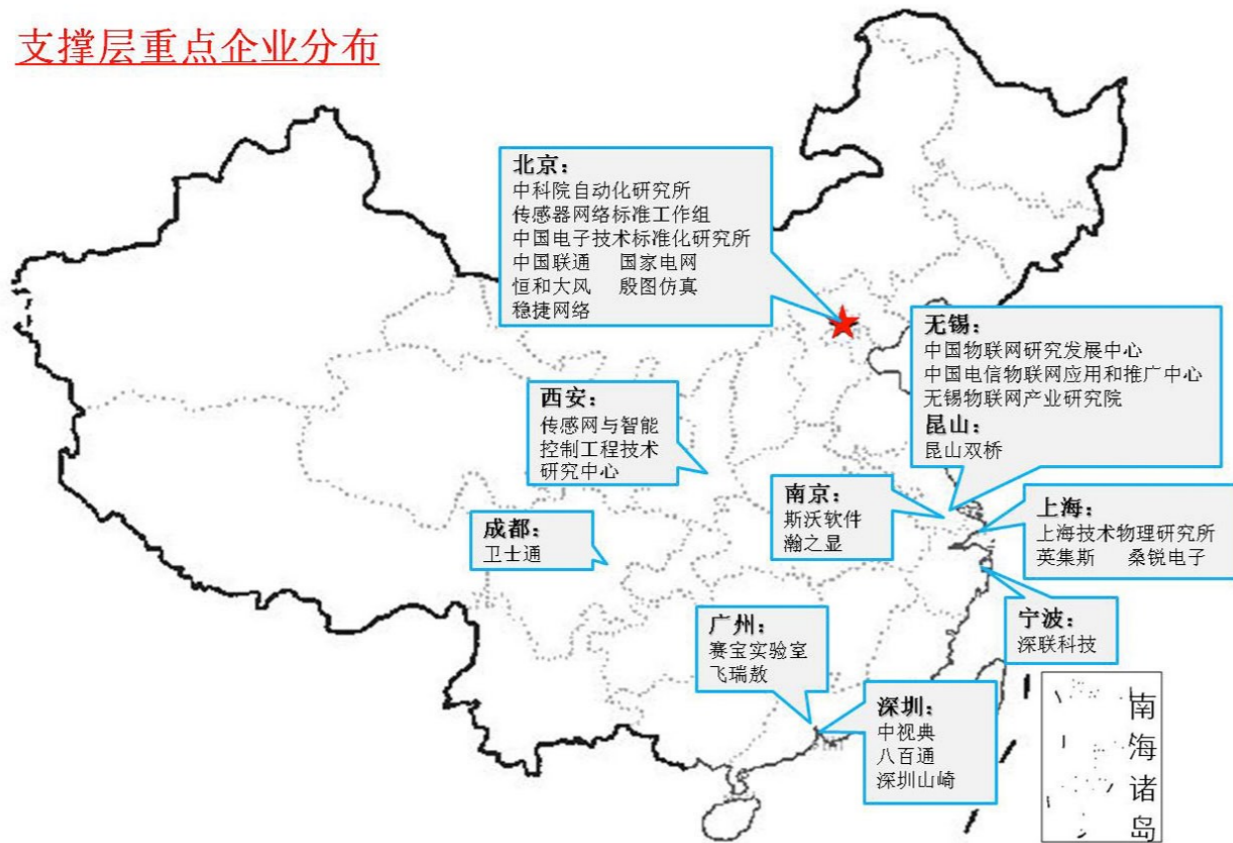 支撑层重点企业分布
北京：
中科院自动化研究所
传感器网络标准工作组
中国电子技术标准化研究所
中国联通 国家电网
恒和大风 殷图仿真
稳捷网络
无锡：
中国物联网研究发展中心
中国电信物联网应用和推广中心
无锡物联网产业研究院
昆山：
昆山双桥
西安：
传感网与智能
控制工程技术
研究中心
南京：
斯沃软件
瀚之显
上海：
上海技术物理研究所
英集斯 桑锐电子
成都：
卫士通
宁波：
深联科技
广州：
赛宝实验室
飞瑞敖
深圳：
中视典
八百通
深圳山崎
南海诸岛